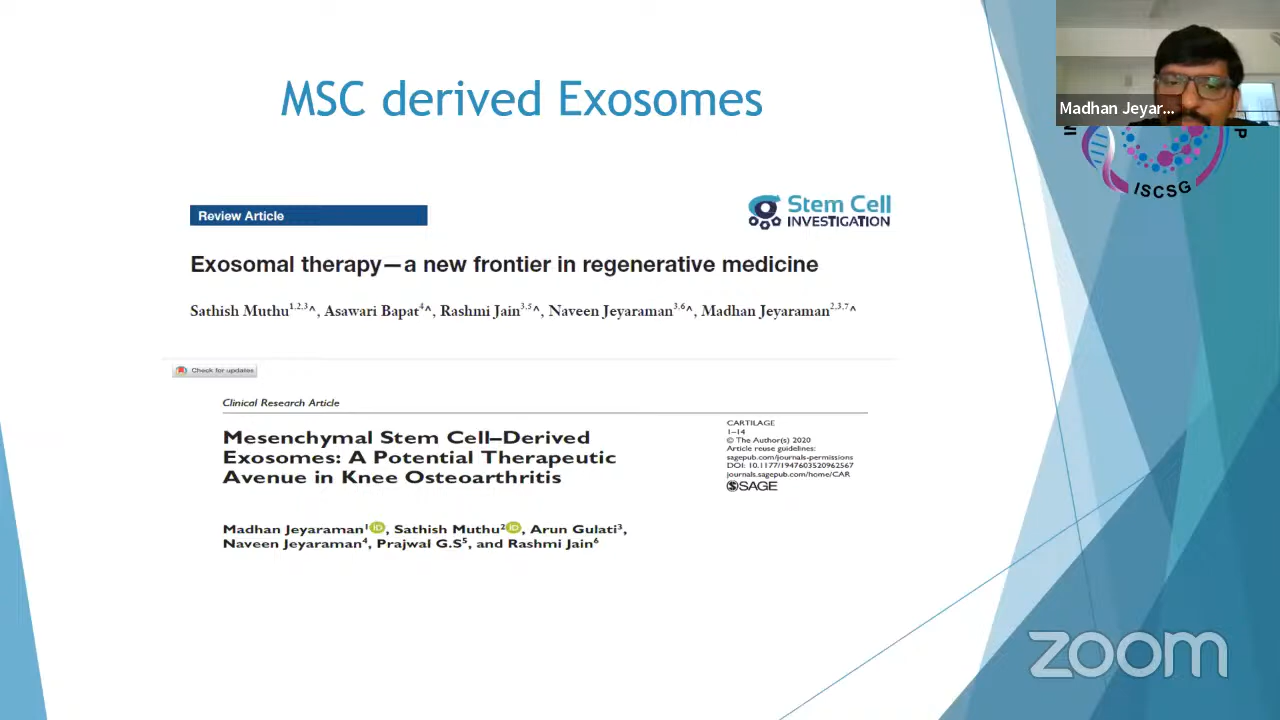 MSC derived Exosomes
Madhan Jeyar...
ISCSG
Review Article
Stem Cell
INVESTIGATION
Exosomal therapy—a new frontier in regenerative medicine
Sathish Muthu1,2,3^, Asawari Bapat4^, Rashmi Jain3,5^, Naveen Jeyaraman3,6^, Madhan Jeyaraman2,3,7^
Check for updates
Clinical Research Article
Mesenchymal Stem Cell–Derived
Exosomes: A Potential Therapeutic
Avenue in Knee Osteoarthritis
CARTILAGE
1–14
© The Author(s) 2020
Article reuse guidelines:
sagepub.com/journals-permissions
DOI: 10.1177/1947603520962567
journals.sagepub.com/home/CAR
SAGE
Madhan Jeyaraman1 iD, Sathish Muthu2 iD, Arun Gulati3,
Naveen Jeyaraman4, Prajwal G.S5, and Rashmi Jain6
zoom